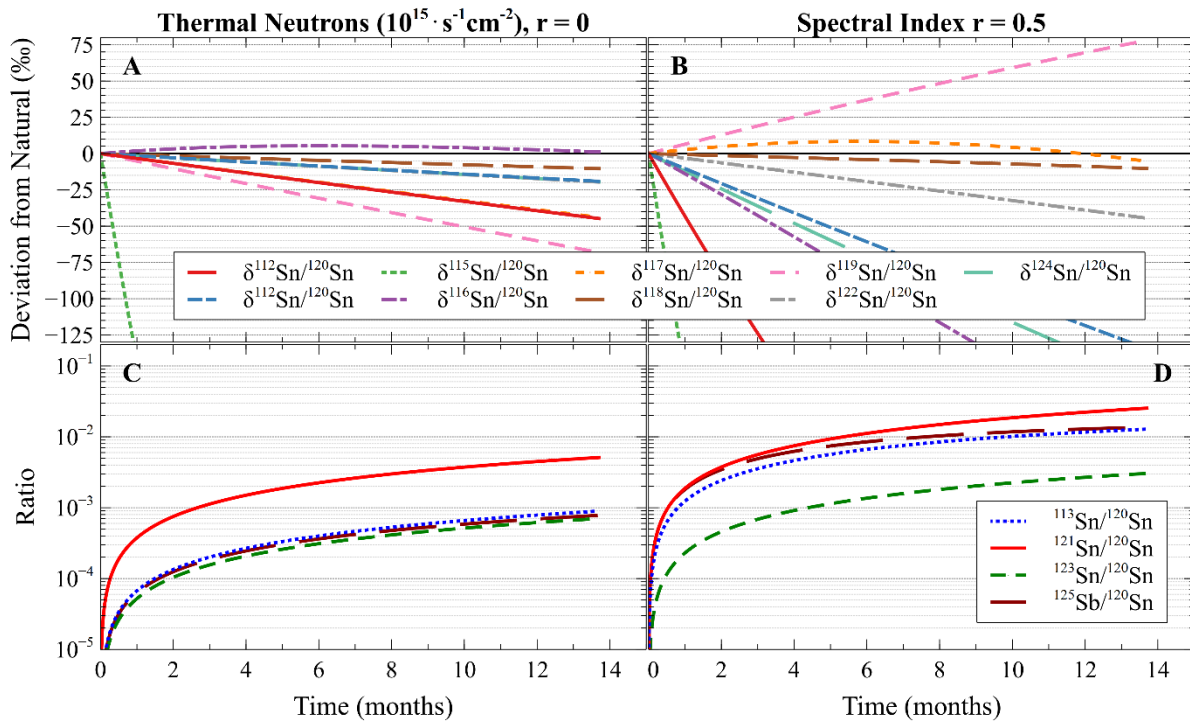 Thermal Neutrons (10¹⁵· s⁻¹cm⁻²), r = 0
Spectral Index r = 0.5
Deviation from Natural (‰)
75
50
25
0
−25
−50
−75
−100
−125
A
B
δ¹¹²Sn/¹²⁰Sn
δ¹¹⁵Sn/¹²⁰Sn
δ¹¹⁷Sn/¹²⁰Sn
δ¹¹⁹Sn/¹²⁰Sn
δ¹²⁴Sn/¹²⁰Sn
δ¹¹²Sn/¹²⁰Sn
δ¹¹⁶Sn/¹²⁰Sn
δ¹¹⁸Sn/¹²⁰Sn
δ¹²²Sn/¹²⁰Sn
Ratio
10⁻¹
10⁻²
10⁻³
10⁻⁴
10⁻⁵
C
D
¹¹³Sn/¹²⁰Sn
¹²¹Sn/¹²⁰Sn
¹²³Sn/¹²⁰Sn
¹²⁵Sb/¹²⁰Sn
0 2 4 6 8 10 12 14
0 2 4 6 8 10 12 14
Time (months)
Time (months)